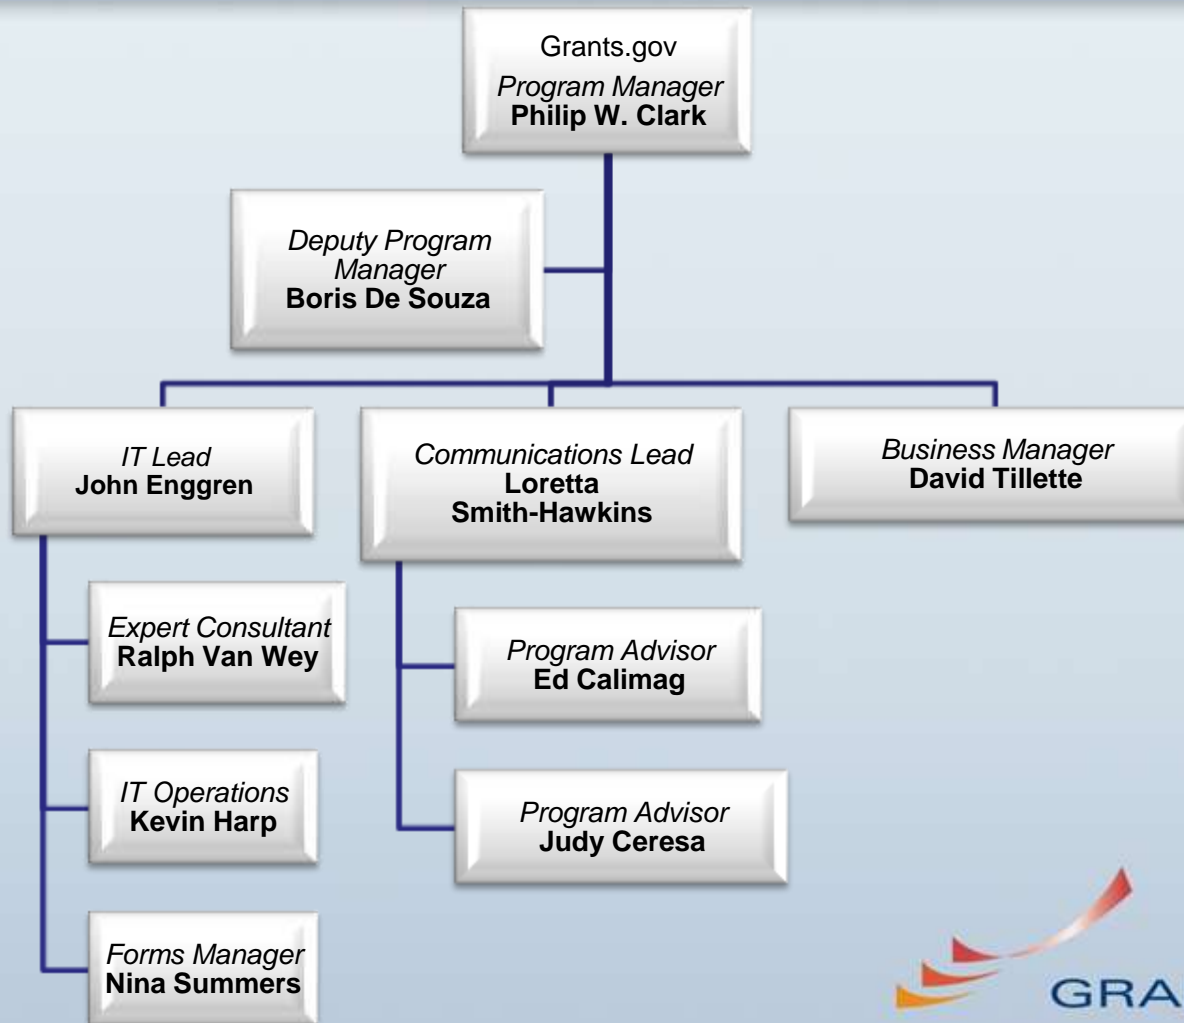 Grants.gov
Program Manager
Philip W. Clark
Deputy Program
Manager
Boris De Souza
IT Lead
John Enggren
Communications Lead
Loretta
Smith-Hawkins
Business Manager
David Tillette
Expert Consultant
Ralph Van Wey
IT Operations
Kevin Harp
Forms Manager
Nina Summers
Program Advisor
Ed Calimag
Program Advisor
Judy Ceresa
GRA